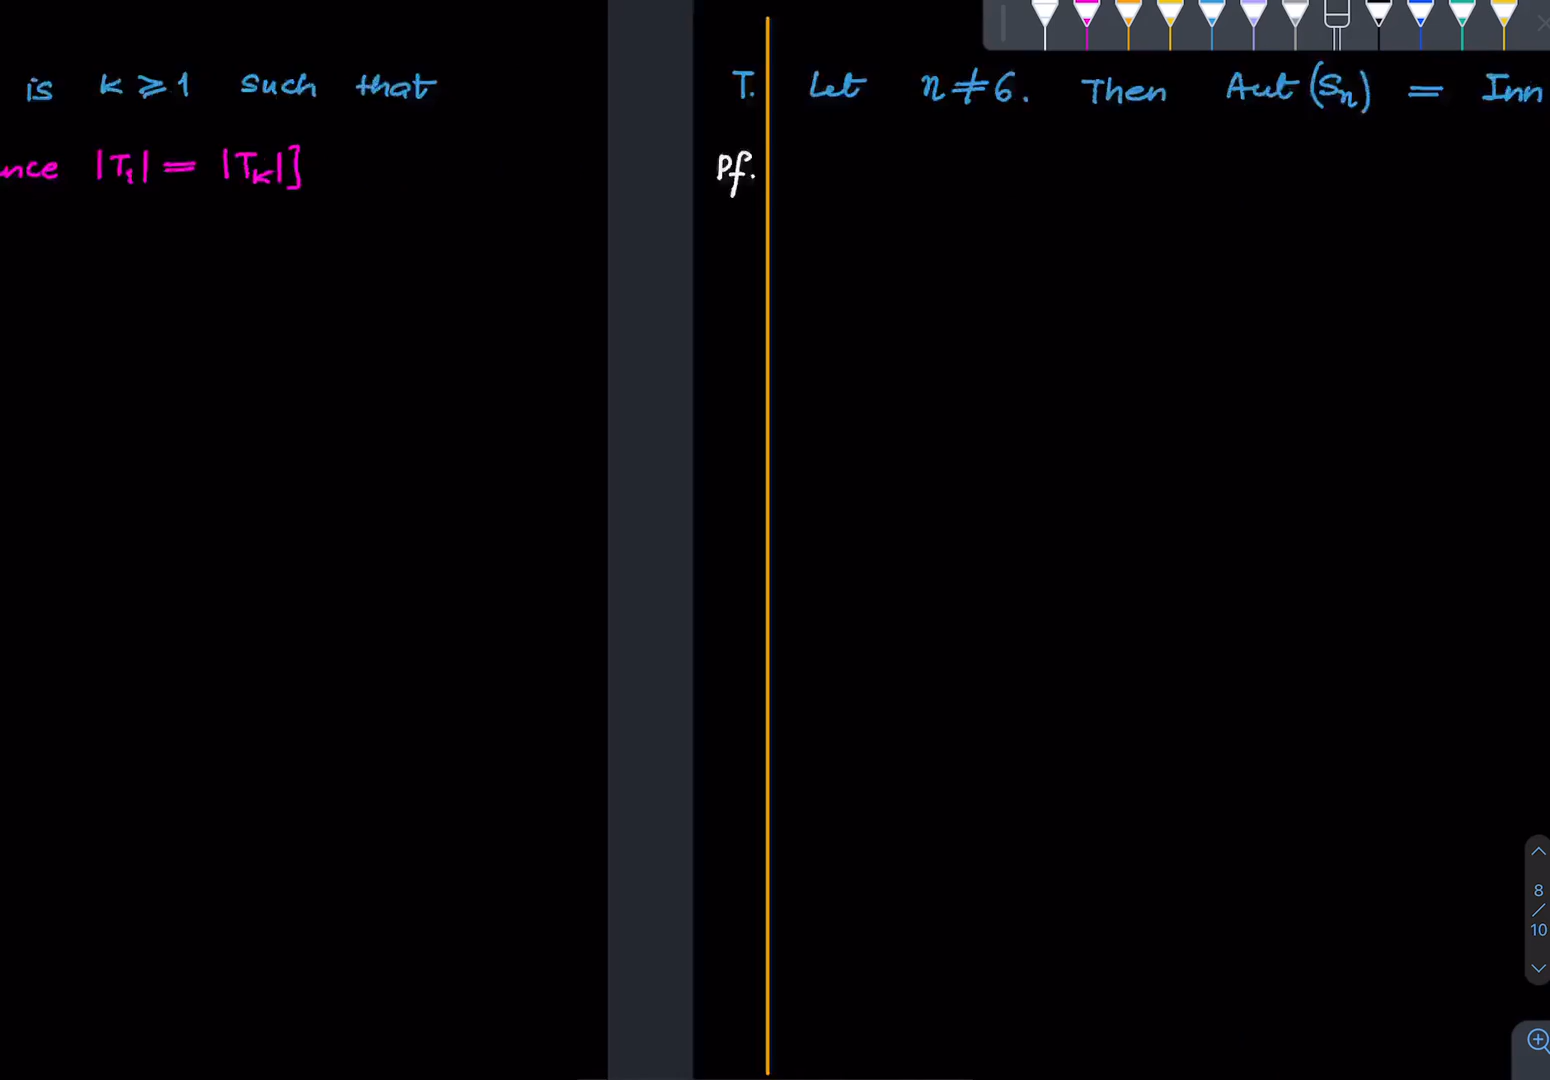 is k ⩾ 1 such that
nce |T₁| = |Tₖ|]
T. Let n ≠ 6. Then Aut(Sₙ) = Inn
Pf.
8
/
10